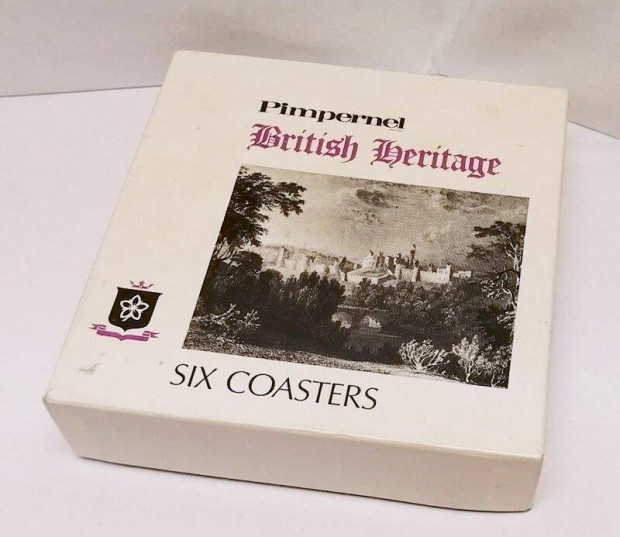 Pimpernel
British Heritage
SIX COASTERS